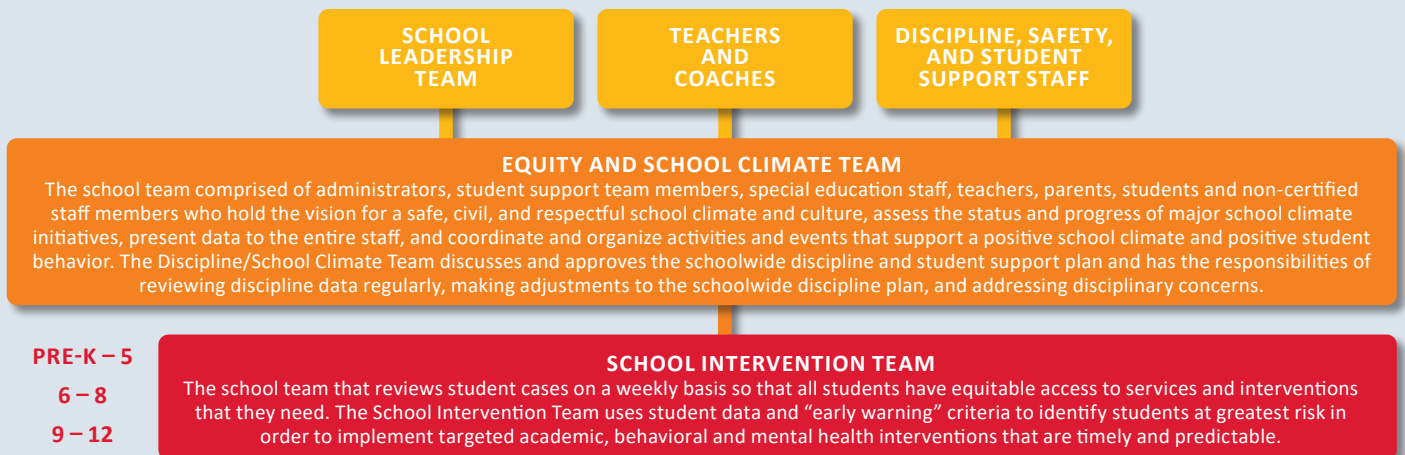 SCHOOL
LEADERSHIP
TEAM
TEACHERS
AND
COACHES
DISCIPLINE, SAFETY,
AND STUDENT
SUPPORT STAFF
EQUITY AND SCHOOL CLIMATE TEAM
The school team comprised of administrators, student support team members, special education staff, teachers, parents, students and non-certified
staff members who hold the vision for a safe, civil, and respectful school climate and culture, assess the status and progress of major school climate
initiatives, present data to the entire staff, and coordinate and organize activities and events that support a positive school climate and positive student
behavior. The Discipline/School Climate Team discusses and approves the schoolwide discipline and student support plan and has the responsibilities of
reviewing discipline data regularly, making adjustments to the schoolwide discipline plan, and addressing disciplinary concerns.
PRE-K – 5
6 – 8
9 – 12
SCHOOL INTERVENTION TEAM
The school team that reviews student cases on a weekly basis so that all students have equitable access to services and interventions
that they need. The School Intervention Team uses student data and “early warning” criteria to identify students at greatest risk in
order to implement targeted academic, behavioral and mental health interventions that are timely and predictable.